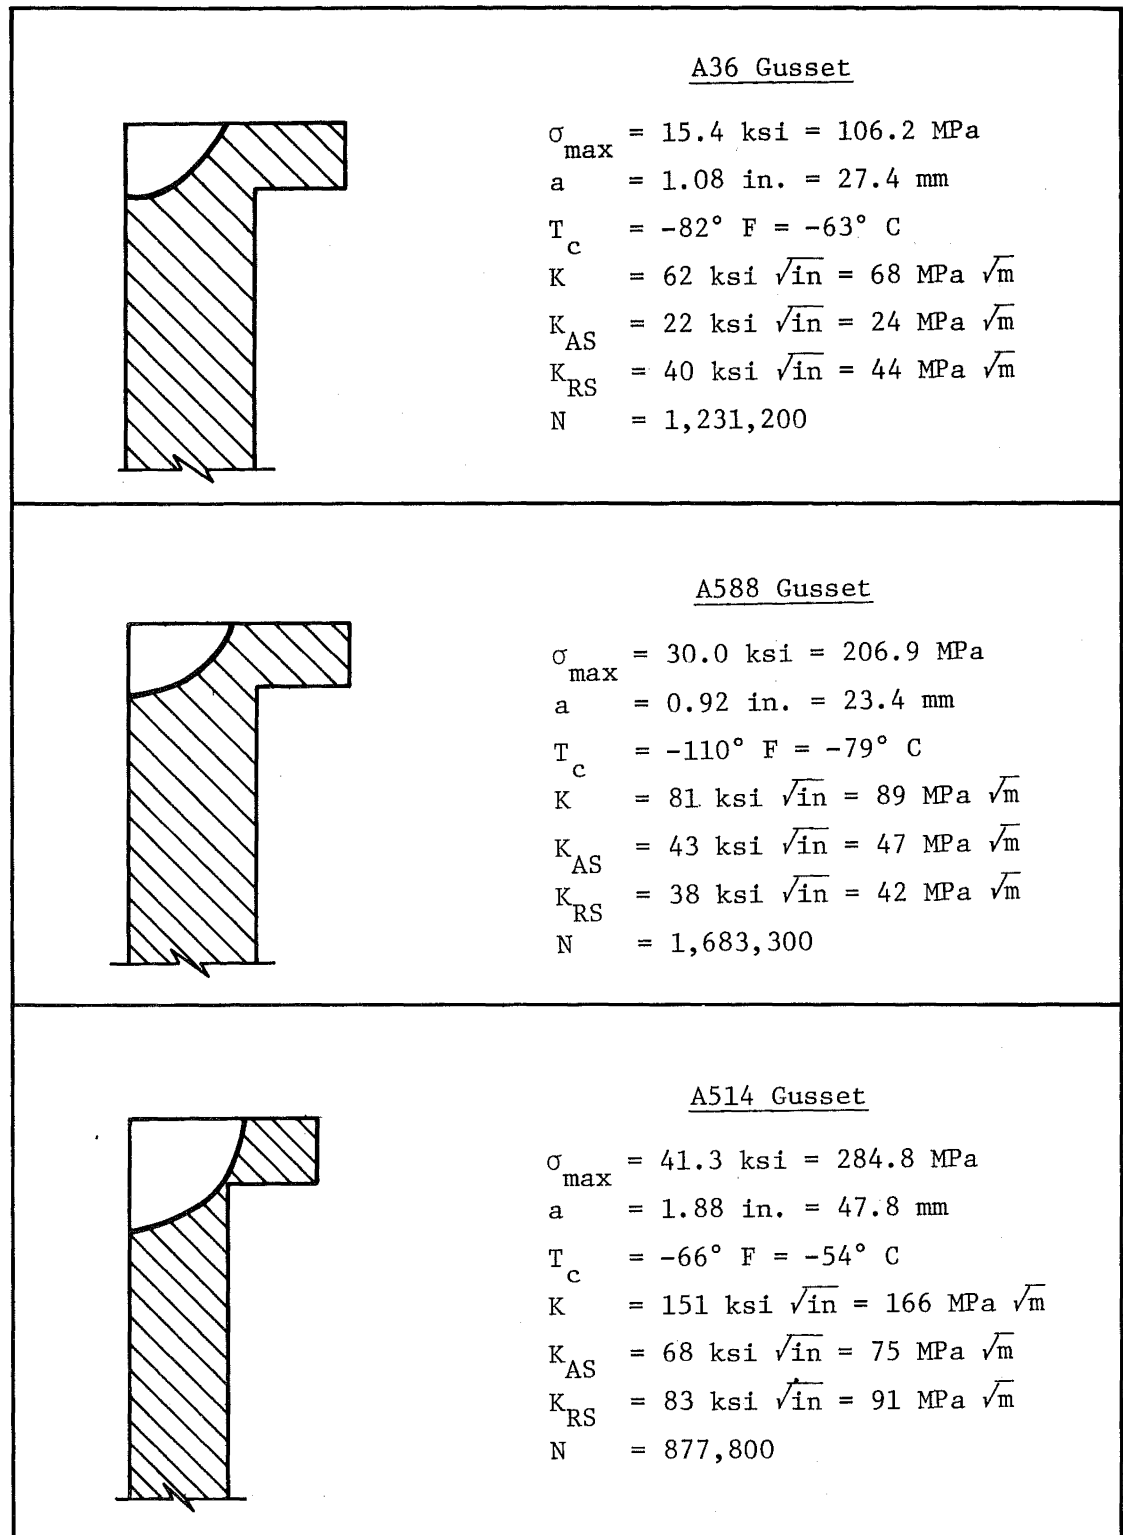 A36 Gusset
σmax = 15.4 ksi = 106.2 MPa
a = 1.08 in. = 27.4 mm
Tc = -82° F = -63° C
K = 62 ksi √in = 68 MPa √m
KAS = 22 ksi √in = 24 MPa √m
KRS = 40 ksi √in = 44 MPa √m
N = 1,231,200
A588 Gusset
σmax = 30.0 ksi = 206.9 MPa
a = 0.92 in. = 23.4 mm
Tc = -110° F = -79° C
K = 81 ksi √in = 89 MPa √m
KAS = 43 ksi √in = 47 MPa √m
KRS = 38 ksi √in = 42 MPa √m
N = 1,683,300
A514 Gusset
σmax = 41.3 ksi = 284.8 MPa
a = 1.88 in. = 47.8 mm
Tc = -66° F = -54° C
K = 151 ksi √in = 166 MPa √m
KAS = 68 ksi √in = 75 MPa √m
KRS = 83 ksi √in = 91 MPa √m
N = 877,800